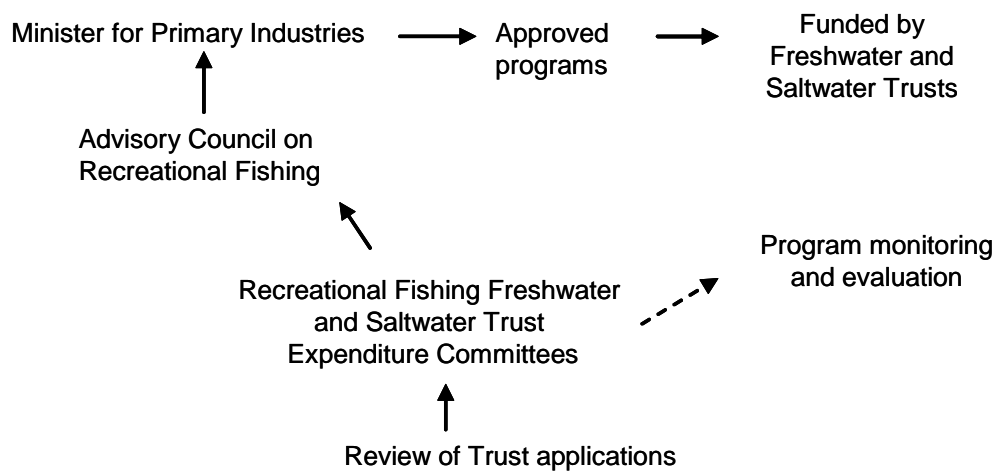 Minister for Primary Industries
Approved
programs
Funded by
Freshwater and
Saltwater Trusts
Advisory Council on
Recreational Fishing
Program monitoring
and evaluation
Recreational Fishing Freshwater
and Saltwater Trust
Expenditure Committees
Review of Trust applications